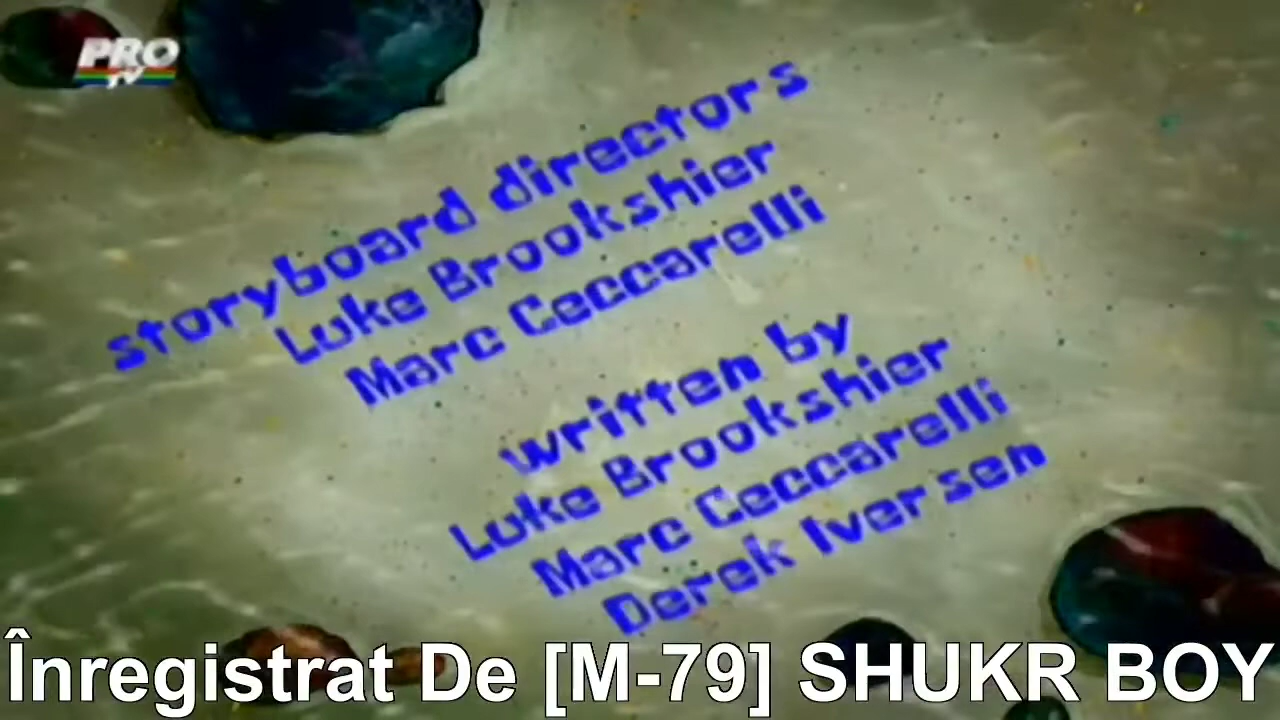 PRO
TV
storyboard directors
Luke Brookshier
Marc Ceccarelli
written by
Luke Brookshier
Marc Ceccarelli
Derek Iversen
Înregistrat De [M-79] SHUKR BOY